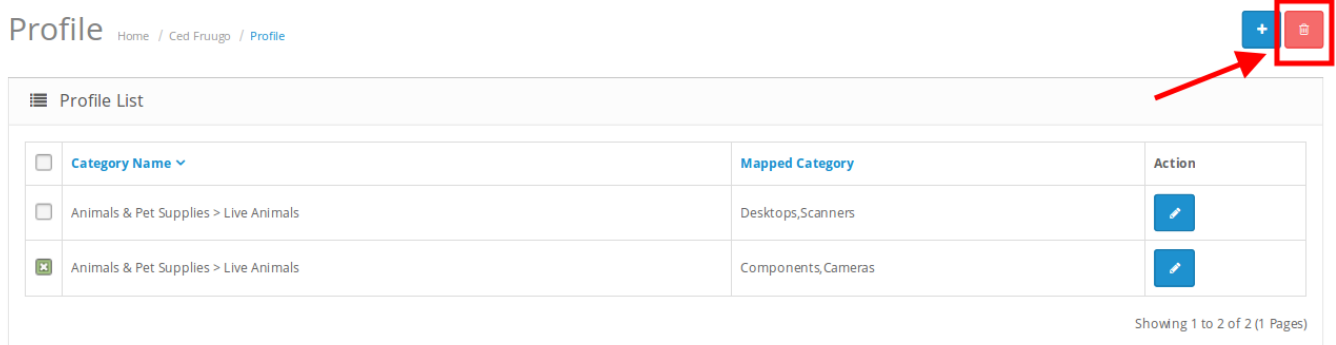 Profile Home / Ced Fruugo / Profile
Profile List
Category Name Mapped Category Action
Animals & Pet Supplies > Live Animals Desktops,Scanners
Animals & Pet Supplies > Live Animals Components,Cameras
Showing 1 to 2 of 2 (1 Pages)